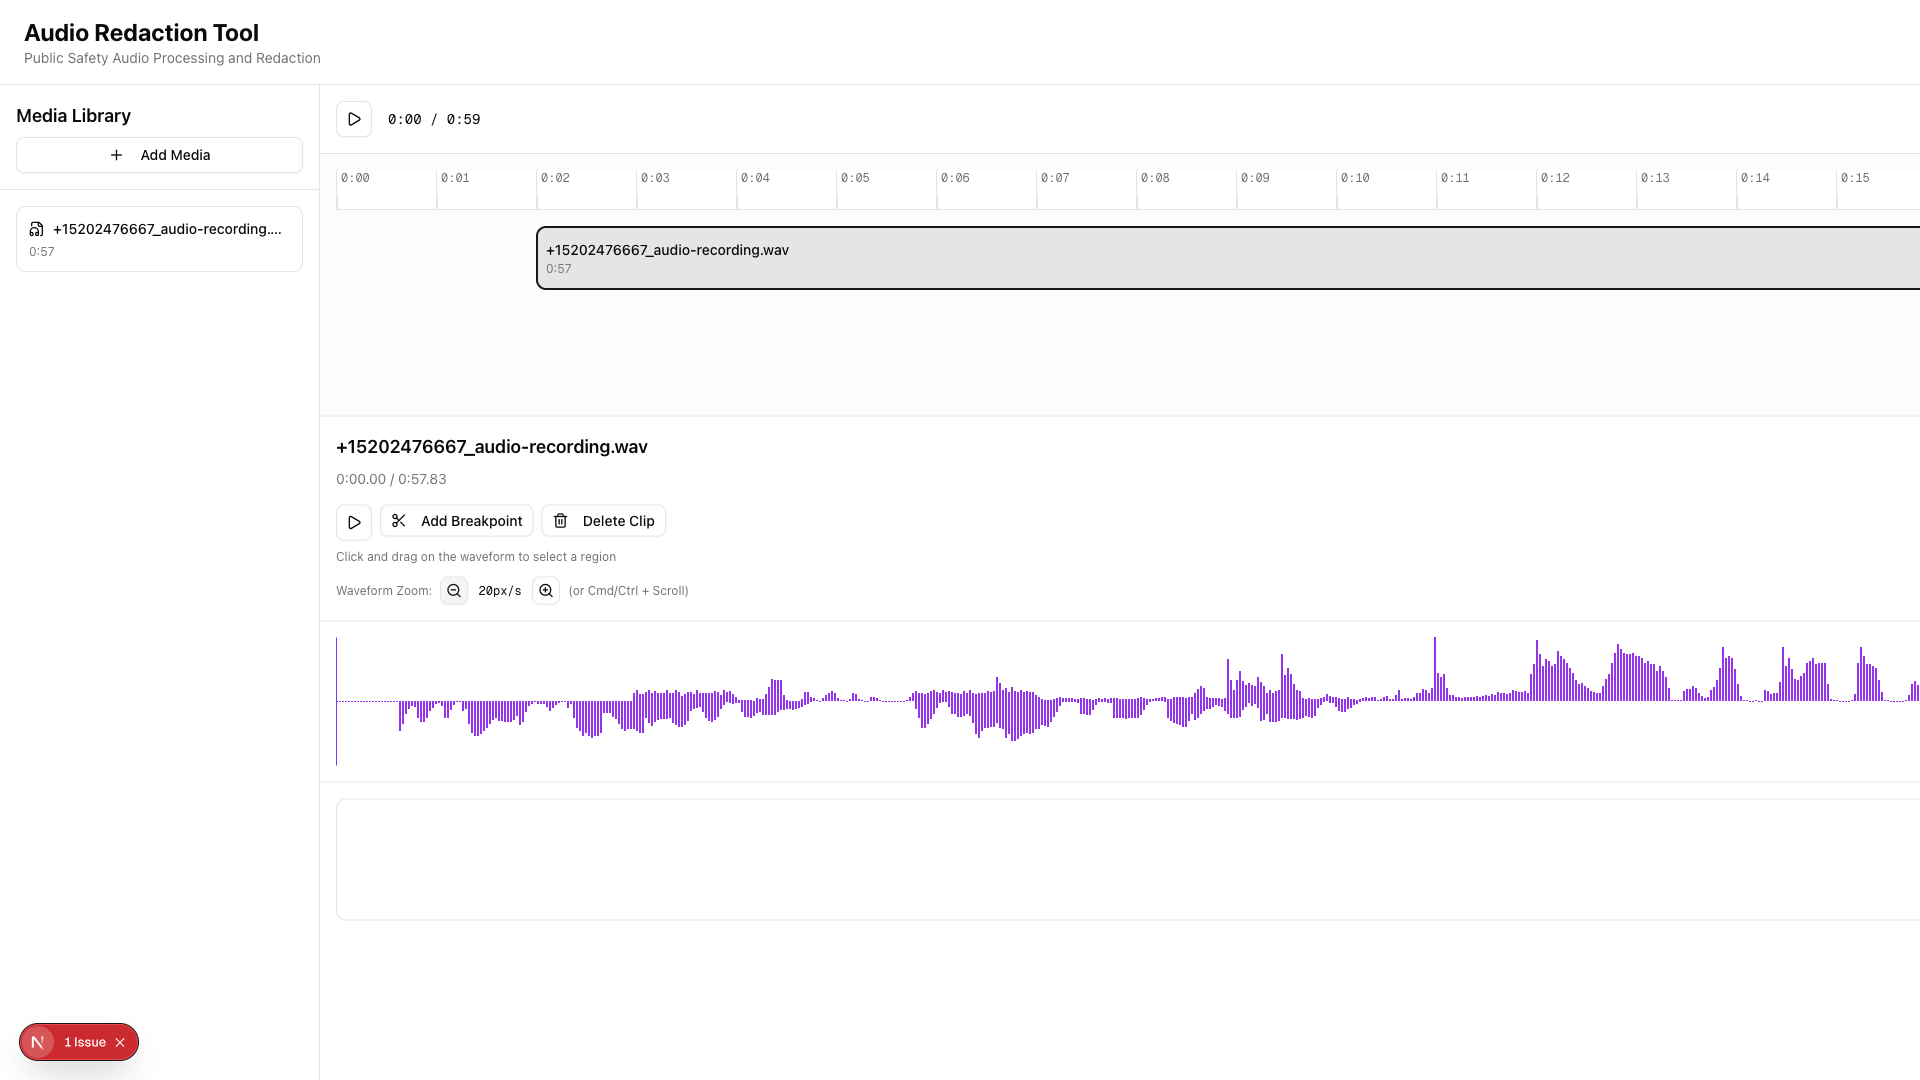 Audio Redaction Tool
Public Safety Audio Processing and Redaction
Media Library
Add Media
+15202476667_audio-recording....
0:57
0:00 / 0:59
0:00 0:01 0:02 0:03 0:04 0:05 0:06 0:07 0:08 0:09 0:10 0:11 0:12 0:13 0:14 0:15
+15202476667_audio-recording.wav
0:57
+15202476667_audio-recording.wav
0:00.00 / 0:57.83
Add Breakpoint
Delete Clip
Click and drag on the waveform to select a region
Waveform Zoom: 20px/s (or Cmd/Ctrl + Scroll)
N 1 Issue